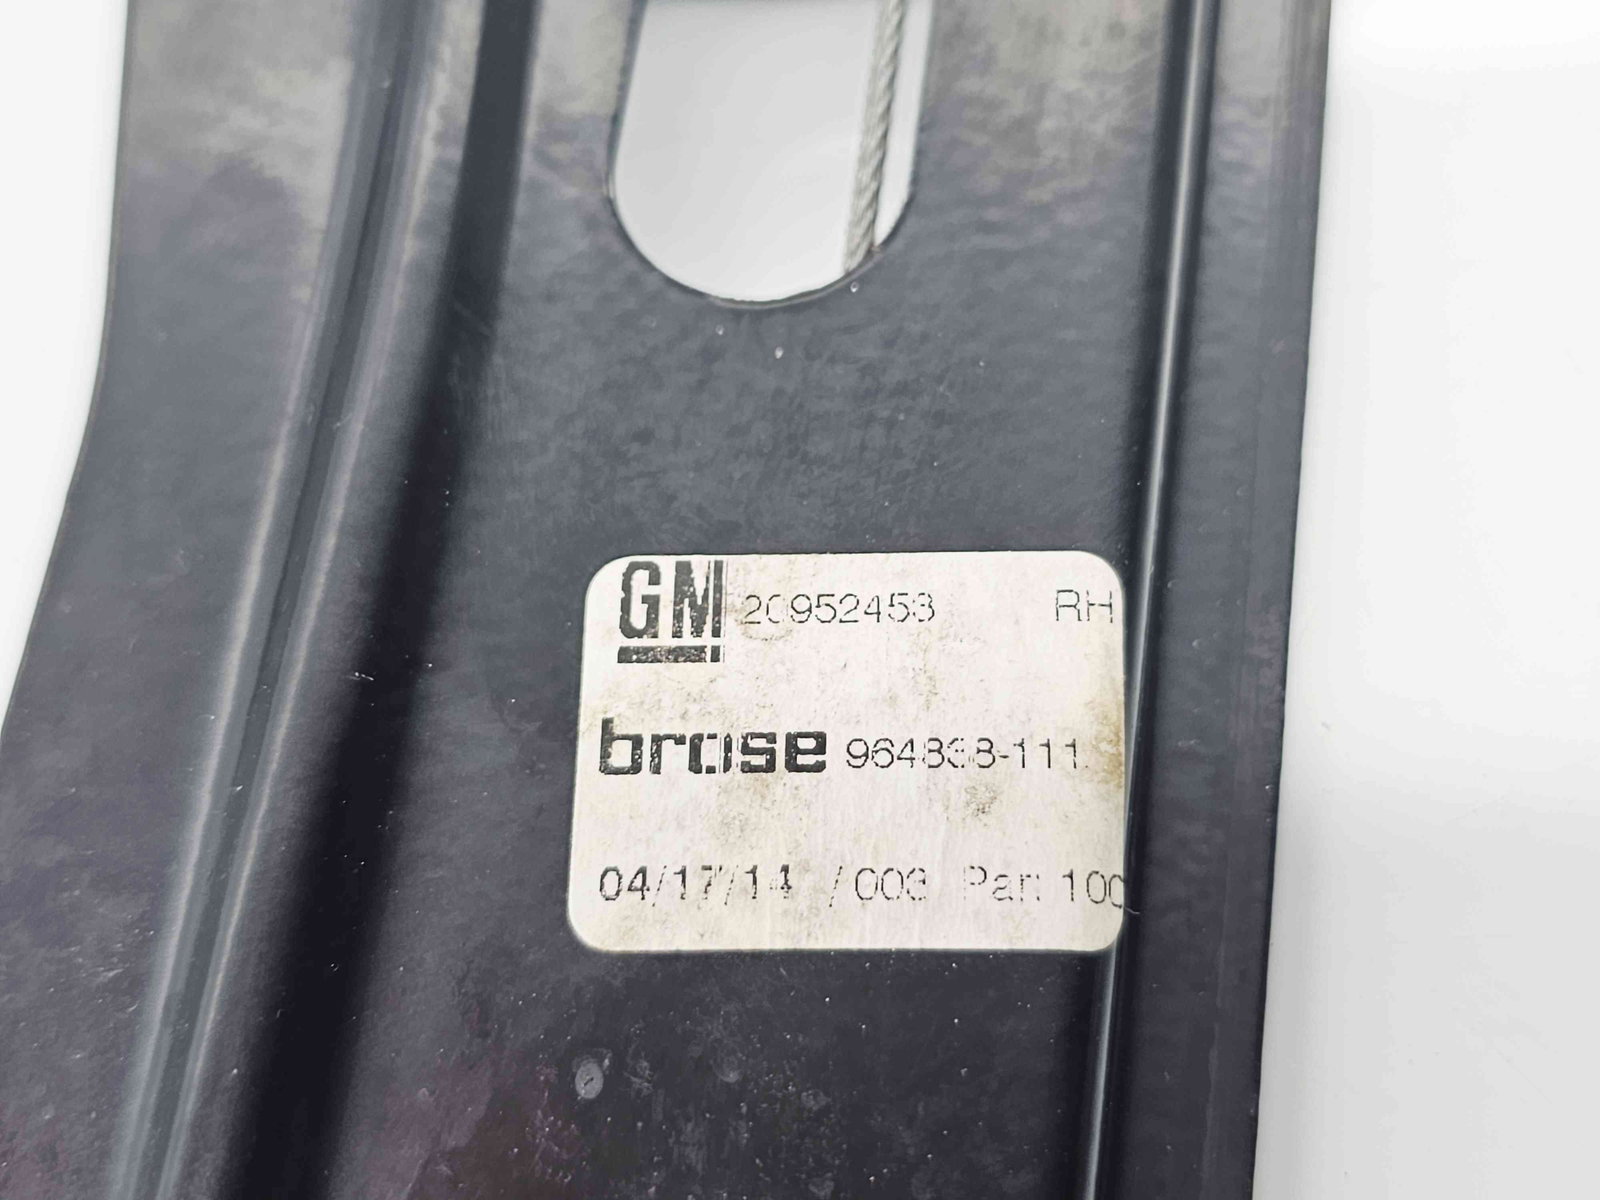 GM 20952453 RH
brose 964838-111
04/17/14 /003 Part 100